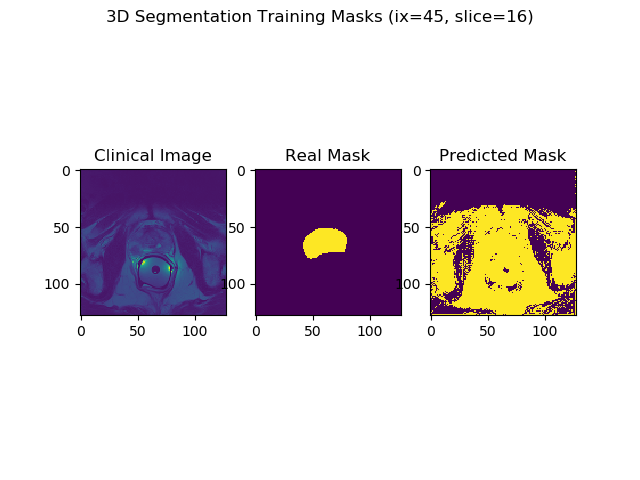 3D Segmentation Training Masks (ix=45, slice=16)
Clinical Image Real Mask Predicted Mask
0 0 0
50 50 50
100 100 100
0 50 100 0 50 100 0 50 100